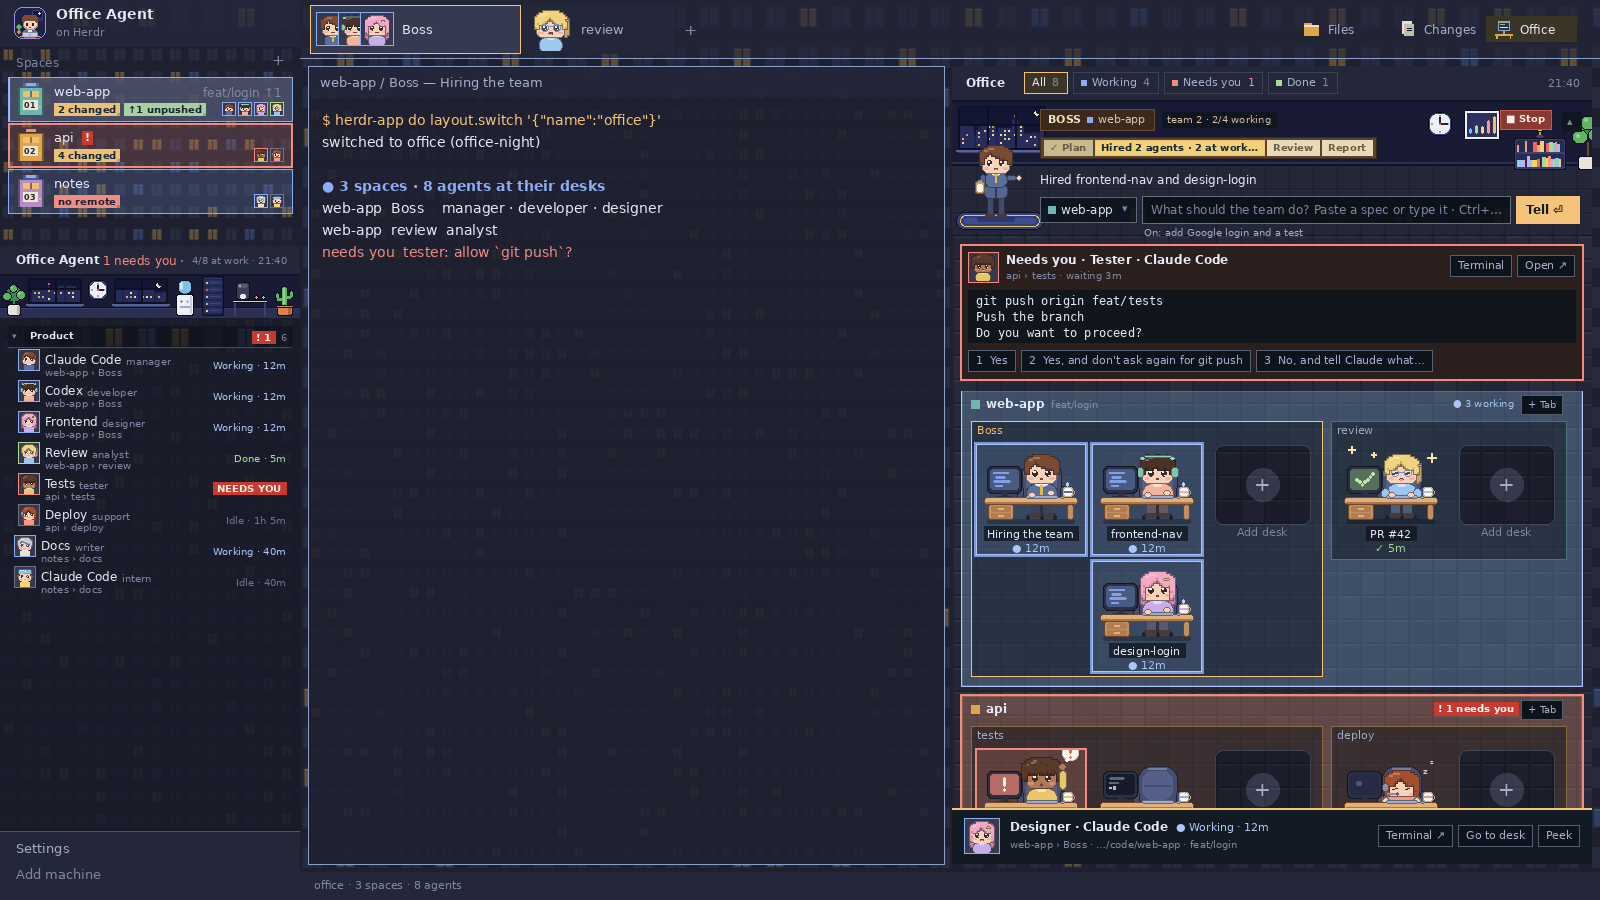 Office Agent
on Herdr
Spaces
+
01
web-app
feat/login ↑1
2 changed
↑1 unpushed
02
api
!
4 changed
03
notes
no remote
Office Agent 1 needs you · 4/8 at work · 21:40
Product
! 1 6
Claude Code manager
web-app › Boss
Working · 12m
Codex developer
web-app › Boss
Working · 12m
Frontend designer
web-app › Boss
Working · 12m
Review analyst
web-app › review
Done · 5m
Tests tester
api › tests
NEEDS YOU
Deploy support
api › deploy
Idle · 1h 5m
Docs writer
notes › docs
Working · 40m
Claude Code intern
notes › docs
Idle · 40m
Settings
Add machine
Boss
review
+
Files
Changes
Office
web-app / Boss — Hiring the team
$ herdr-app do layout.switch '{"name":"office"}'
switched to office (office-night)
● 3 spaces · 8 agents at their desks
web-app Boss manager · developer · designer
web-app review analyst
needs you tester: allow `git push`?
office · 3 spaces · 8 agents
Office
All 8
Working 4
Needs you 1
Done 1
21:40
BOSS web-app
team 2 · 2/4 working
Stop
✓ Plan
Hired 2 agents · 2 at work…
Review
Report
Hired frontend-nav and design-login
web-app
What should the team do? Paste a spec or type it · Ctrl+…
Tell ⏎
On: add Google login and a test
Needs you · Tester · Claude Code
api › tests · waiting 3m
Terminal
Open ↗
git push origin feat/tests
Push the branch
Do you want to proceed?
1 Yes
2 Yes, and don't ask again for git push
3 No, and tell Claude what…
web-app feat/login
● 3 working
+ Tab
Boss
review
Hiring the team
● 12m
frontend-nav
● 12m
+
Add desk
PR #42
✓ 5m
+
Add desk
design-login
● 12m
api
! 1 needs you
+ Tab
tests
deploy
!
+
z
z
+
Designer · Claude Code ● Working · 12m
web-app › Boss · …/code/web-app · feat/login
Terminal ↗
Go to desk
Peek